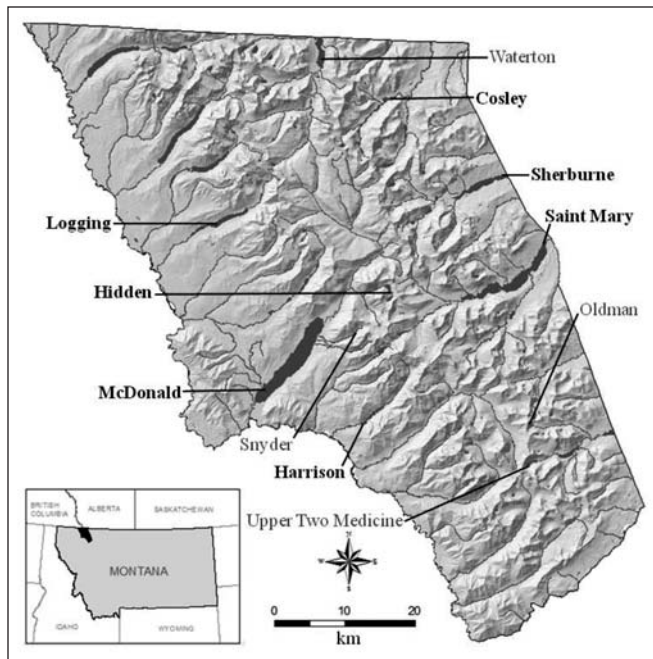 Waterton
Cosley
Sherburne
Saint Mary
Logging
Hidden
Oldman
McDonald
Snyder
Harrison
Upper Two Medicine
BRITISH
COLUMBIA
ALBERTA
SASKATCHEWAN
MONTANA
IDAHO
WYOMING
N
W
E
S
0 5 10 20
km